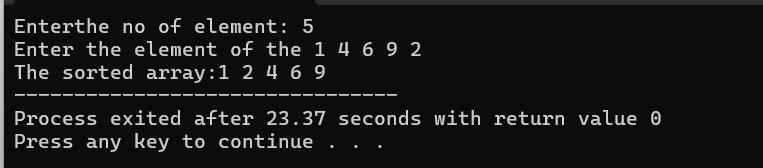 Enterthe no of element: 5
Enter the element of the 1 4 6 9 2
The sorted array:1 2 4 6 9
--------------------------------
Process exited after 23.37 seconds with return value 0
Press any key to continue . . .